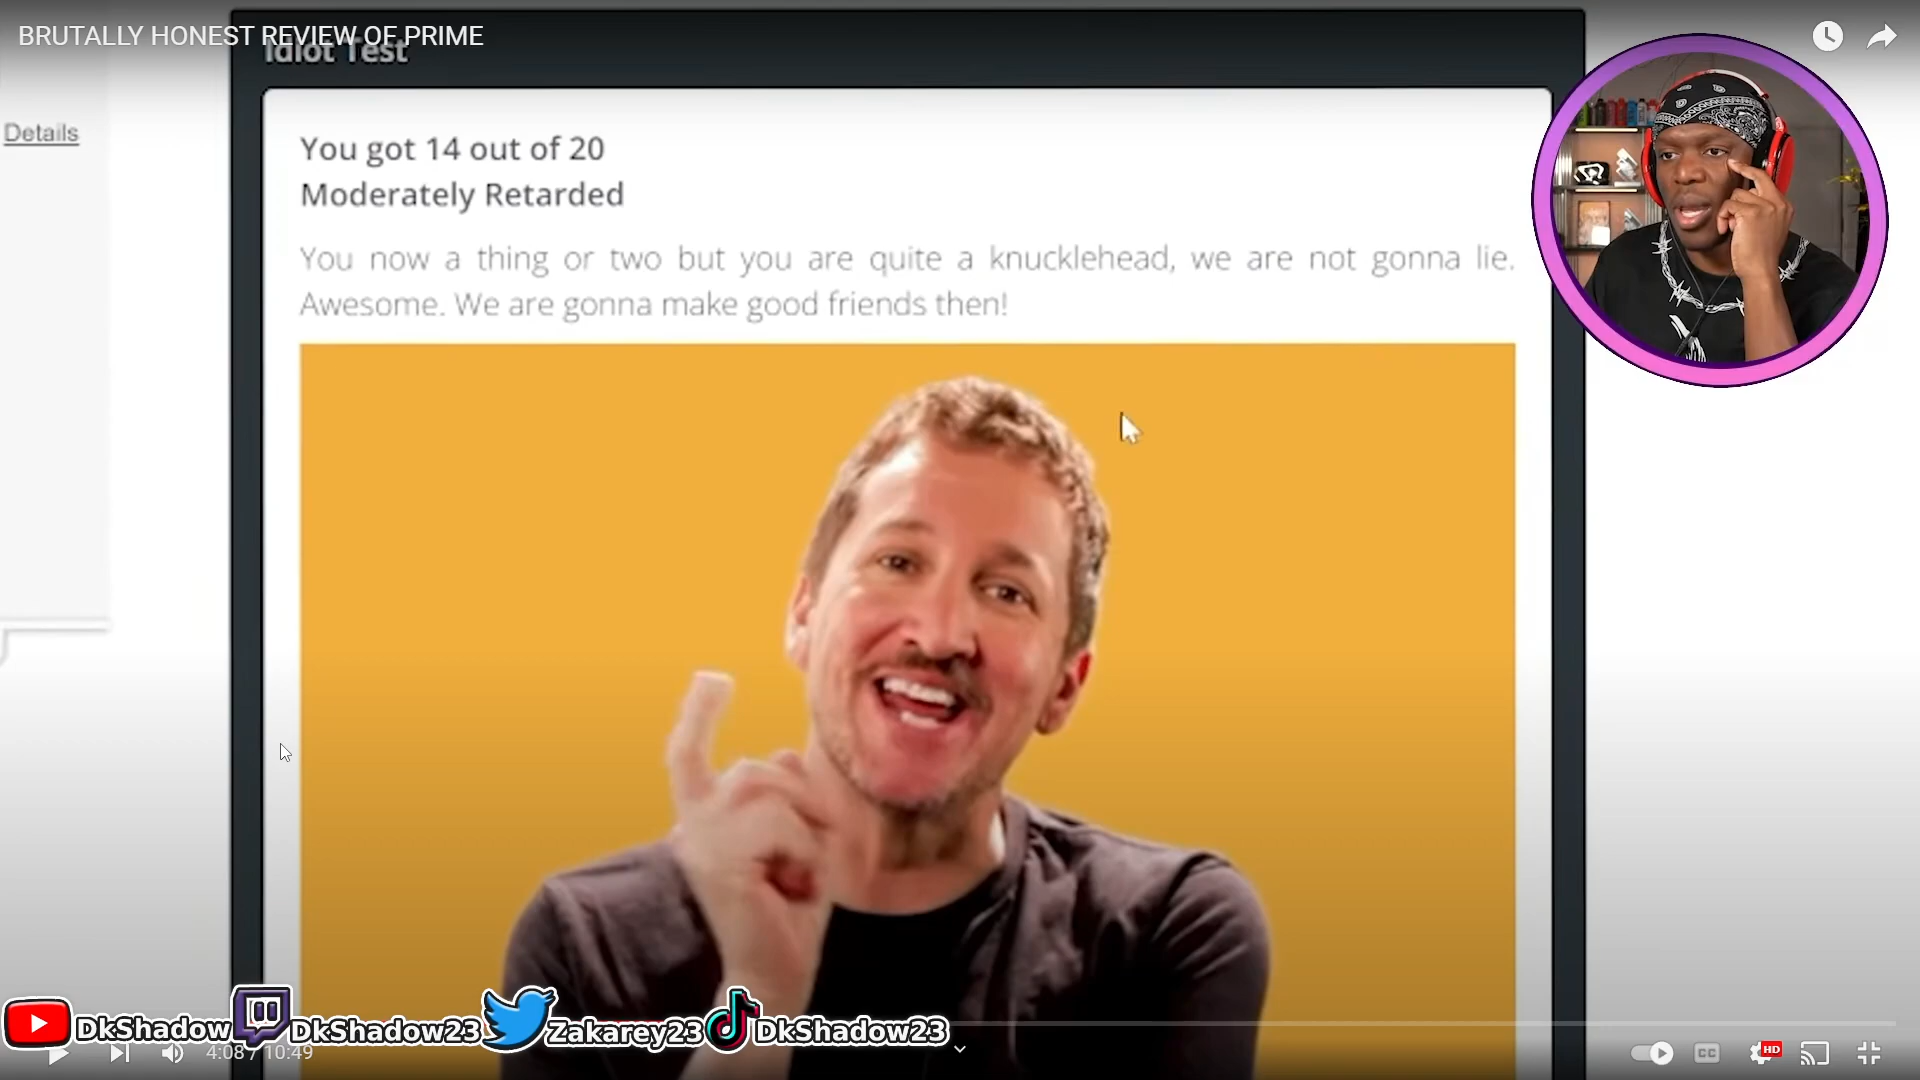 BRUTALLY HONEST REVIEW OF PRIME
Idiot Test
Details
You got 14 out of 20
Moderately Retarded
You now a thing or two but you are quite a knucklehead, we are not gonna lie.
Awesome. We are gonna make good friends then!
DkShadow DkShadow23 Zakarey23 DkShadow23
4:08 / 10:49
CC
HD